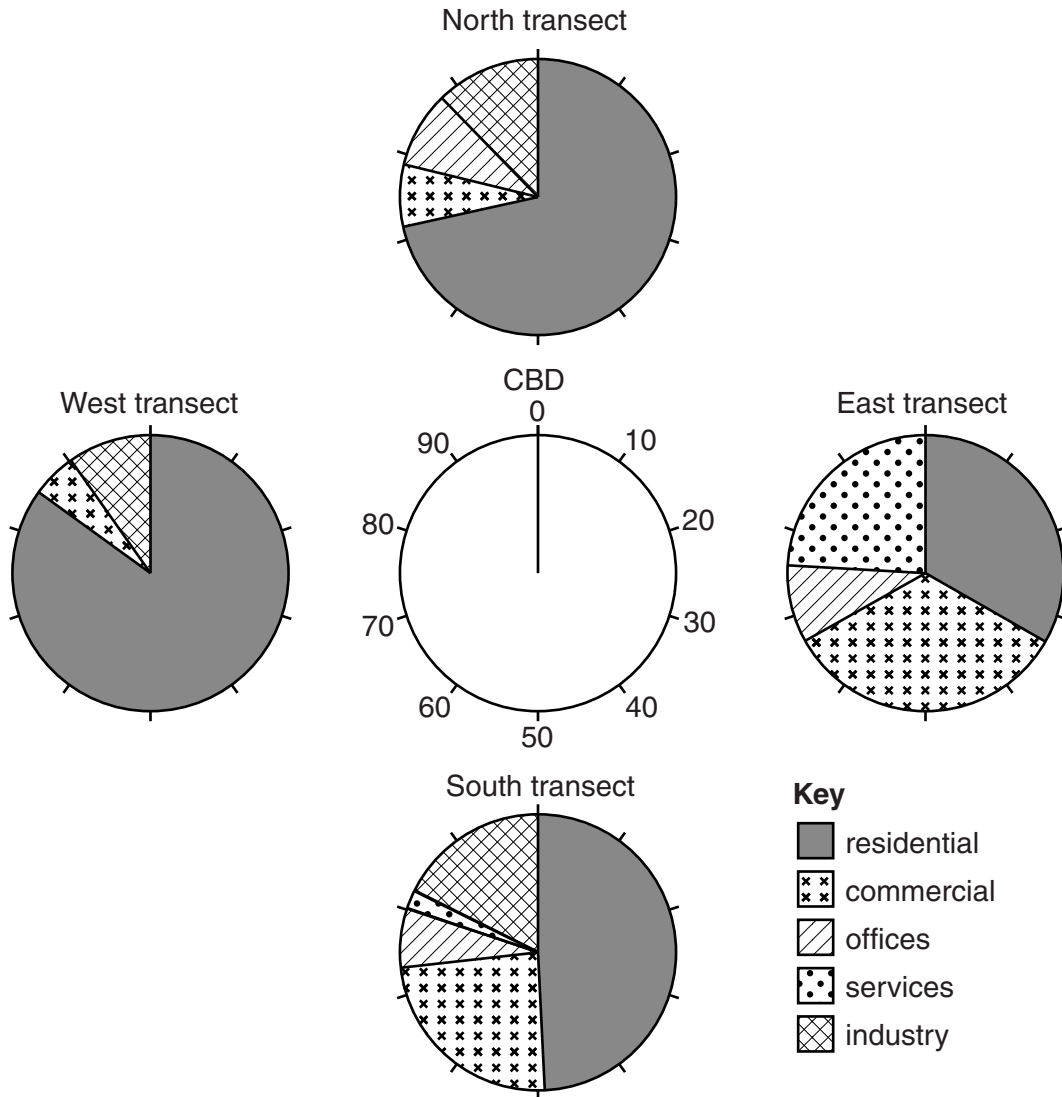 North transect
West transect
CBD
East transect
0
10
20
30
40
50
60
70
80
90
South transect
Key
residential
commercial
offices
services
industry